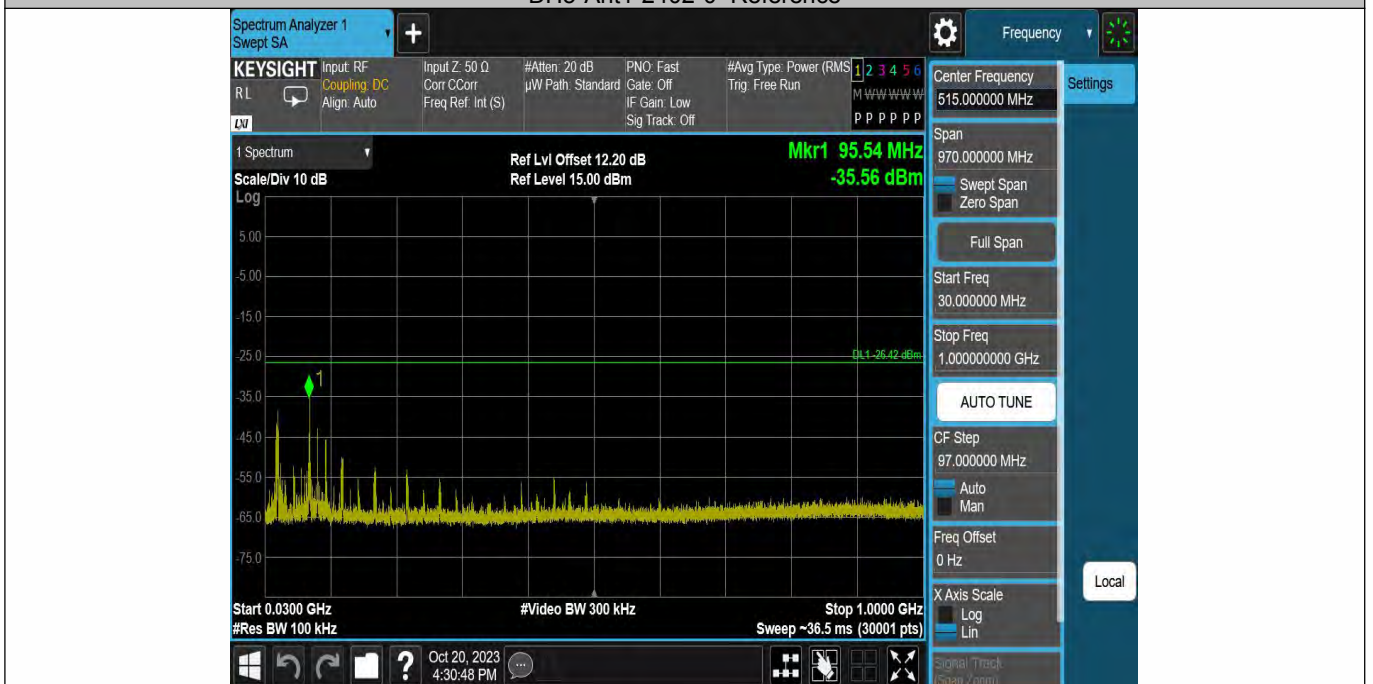 Spectrum Analyzer 1
Swept SA
+
Frequency
KEYSIGHT
RL
LXI
Input: RF
Coupling: DC
Align: Auto
Input Z: 50 Ω
Corr CCorr
Freq Ref: Int (S)
#Atten: 20 dB
µW Path: Standard
PNO: Fast
Gate: Off
IF Gain: Low
Sig Track: Off
#Avg Type: Power (RMS
Trig: Free Run
1 2 3 4 5 6
M W W W W W
P P P P P P
Center Frequency
515.000000 MHz
Settings
1 Spectrum
Scale/Div 10 dB
Log
Ref Lvl Offset 12.20 dB
Ref Level 15.00 dBm
Mkr1 95.54 MHz
-35.56 dBm
Span
970.000000 MHz
Swept Span
Zero Span
Full Span
Start Freq
30.000000 MHz
Stop Freq
1.000000000 GHz
AUTO TUNE
CF Step
97.000000 MHz
Auto
Man
Freq Offset
0 Hz
X Axis Scale
Log
Lin
Signal Track
(Span Zoom)
Local
5.00
-5.00
-15.0
-25.0
DL1 -26.42 dBm
1
-35.0
-45.0
-55.0
-65.0
-75.0
Start 0.0300 GHz
#Res BW 100 kHz
#Video BW 300 kHz
Stop 1.0000 GHz
Sweep ~36.5 ms (30001 pts)
?
Oct 20, 2023
4:30:48 PM